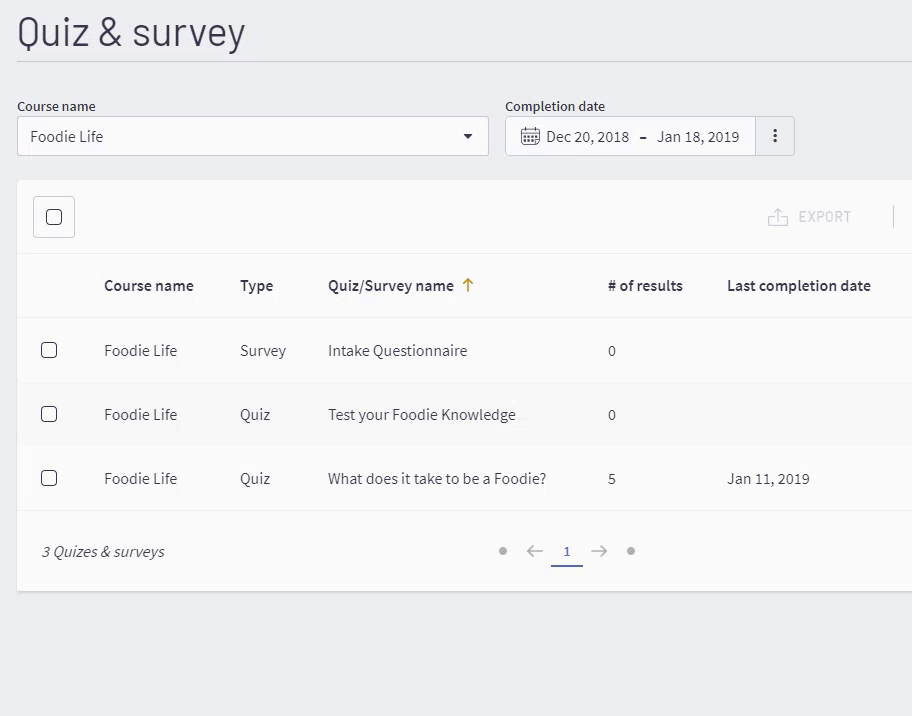 Quiz & survey
Course name
Completion date
Foodie Life
Dec 20, 2018 – Jan 18, 2019
EXPORT
Course name Type Quiz/Survey name # of results Last completion date
Foodie Life Survey Intake Questionnaire 0
Foodie Life Quiz Test your Foodie Knowledge 0
Foodie Life Quiz What does it take to be a Foodie? 5 Jan 11, 2019
3 Quizes & surveys 1